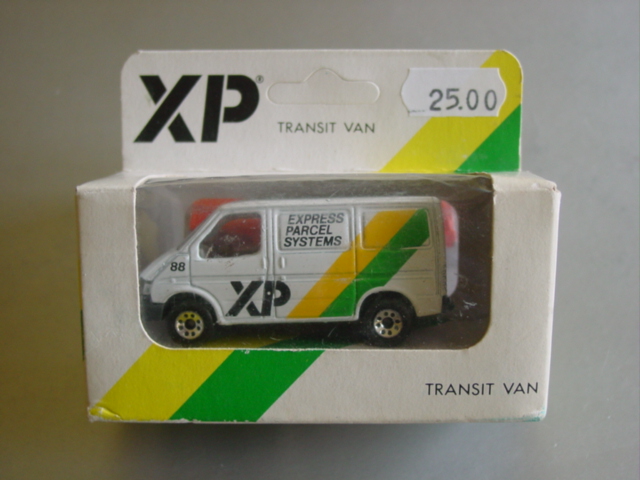 XP®
25.00
TRANSIT VAN
EXPRESS
PARCEL
SYSTEMS
88
XP
TRANSIT VAN